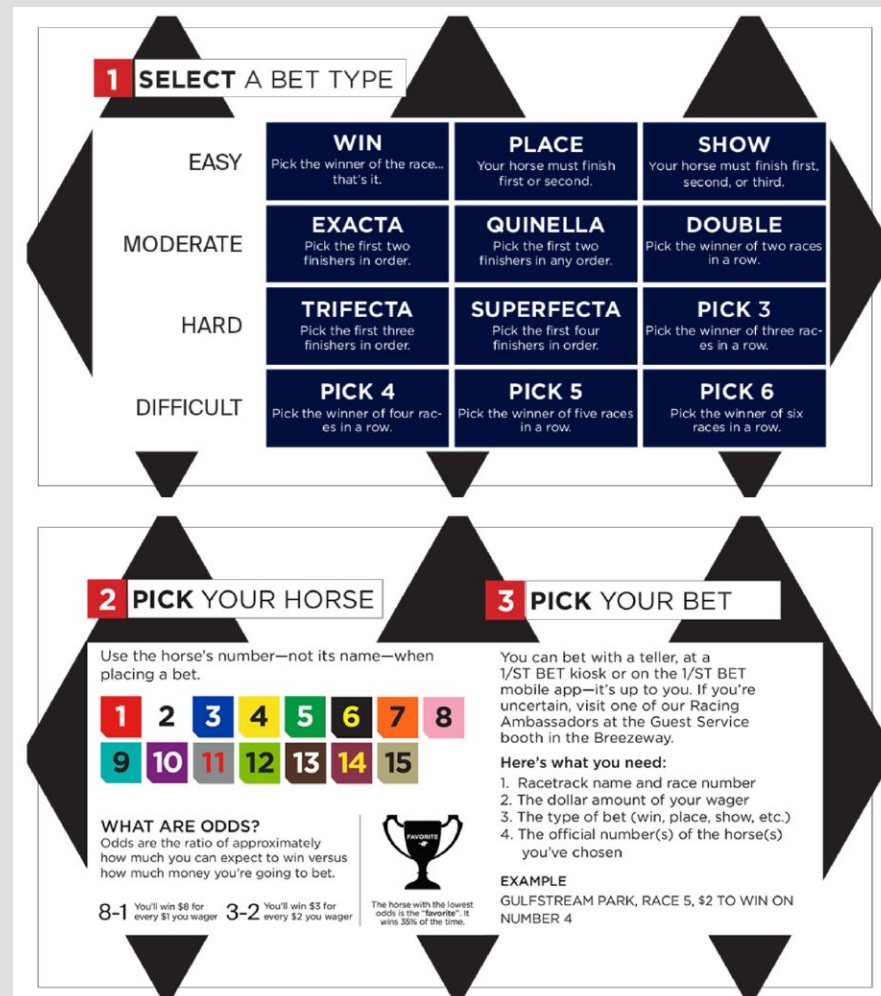 1 SELECT A BET TYPE
EASY
WIN
Pick the winner of the race...
that's it.
PLACE
Your horse must finish
first or second.
SHOW
Your horse must finish first,
second, or third.
MODERATE
EXACTA
Pick the first two
finishers in order.
QUINELLA
Pick the first two
finishers in any order.
DOUBLE
Pick the winner of two races
in a row.
HARD
TRIFECTA
Pick the first three
finishers in order.
SUPERFECTA
Pick the first four
finishers in order.
PICK 3
Pick the winner of three rac-
es in a row.
DIFFICULT
PICK 4
Pick the winner of four rac-
es in a row.
PICK 5
Pick the winner of five races
in a row.
PICK 6
Pick the winner of six
races in a row.
2 PICK YOUR HORSE
Use the horse's number—not its name—when
placing a bet.
1 2 3 4 5 6 7 8
9 10 11 12 13 14 15
WHAT ARE ODDS?
Odds are the ratio of approximately
how much you can expect to win versus
how much money you're going to bet.
8-1 You'll win $8 for
every $1 you wager
3-2 You'll win $3 for
every $2 you wager
FAVORITE
The horse with the lowest
odds is the "favorite". It
wins 35% of the time.
3 PICK YOUR BET
You can bet with a teller, at a
1/ST BET kiosk or on the 1/ST BET
mobile app—it's up to you. If you're
uncertain, visit one of our Racing
Ambassadors at the Guest Service
booth in the Breezeway.
Here's what you need:
1. Racetrack name and race number
2. The dollar amount of your wager
3. The type of bet (win, place, show, etc.)
4. The official number(s) of the horse(s)
you've chosen
EXAMPLE
GULFSTREAM PARK, RACE 5, $2 TO WIN ON
NUMBER 4